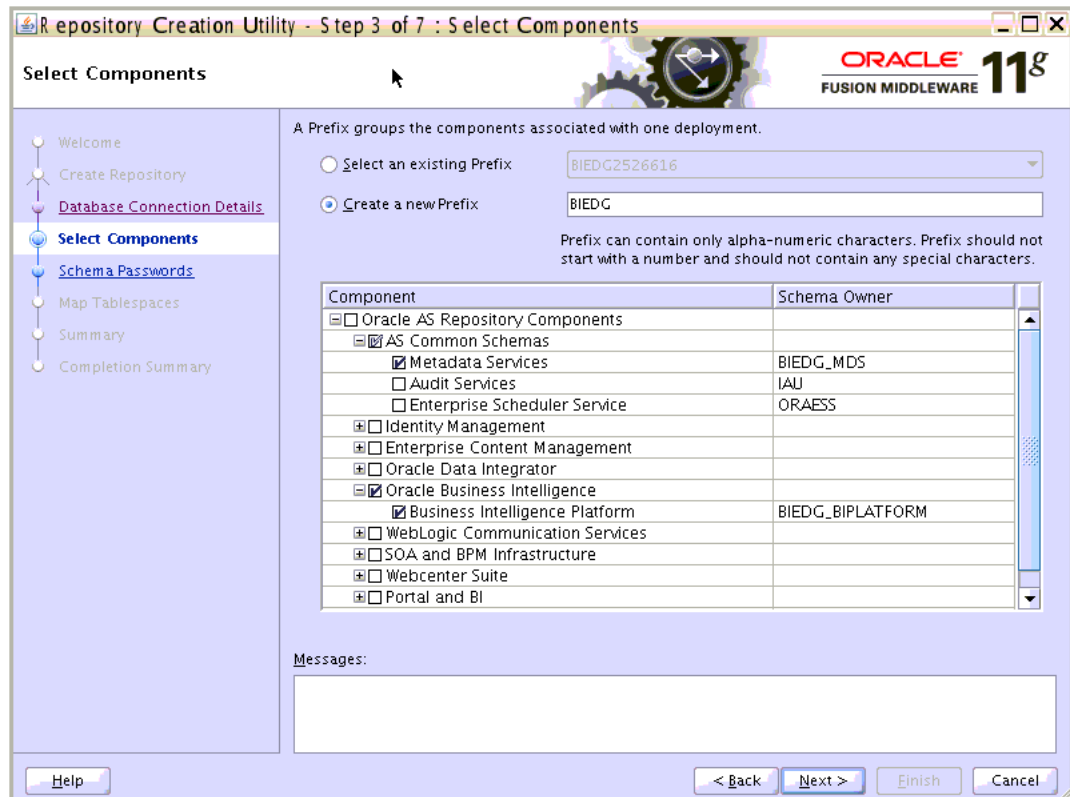 Repository Creation Utility - Step 3 of 7 : Select Components
Select Components
ORACLE
FUSION MIDDLEWARE 11g
Welcome
Create Repository
Database Connection Details
Select Components
Schema Passwords
Map Tablespaces
Summary
Completion Summary
A Prefix groups the components associated with one deployment.
Select an existing Prefix BIEDG2526616
Create a new Prefix BIEDG
Prefix can contain only alpha-numeric characters. Prefix should not
start with a number and should not contain any special characters.
Component Schema Owner
Oracle AS Repository Components
AS Common Schemas
Metadata Services BIEDG_MDS
Audit Services IAU
Enterprise Scheduler Service ORAESS
Identity Management
Enterprise Content Management
Oracle Data Integrator
Oracle Business Intelligence
Business Intelligence Platform BIEDG_BIPLATFORM
WebLogic Communication Services
SOA and BPM Infrastructure
Webcenter Suite
Portal and BI
Messages:
Help < Back Next > Finish Cancel